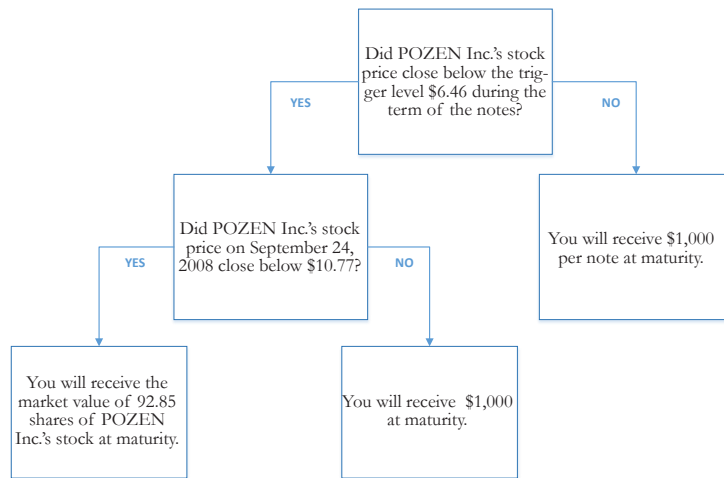 Did POZEN Inc.'s stock
price close below the trig-
ger level $6.46 during the
term of the notes?
YES
NO
Did POZEN Inc.'s stock
price on September 24,
2008 close below $10.77?
You will receive $1,000
per note at maturity.
YES
NO
You will receive the
market value of 92.85
shares of POZEN
Inc.'s stock at maturity.
You will receive  $1,000
at maturity.